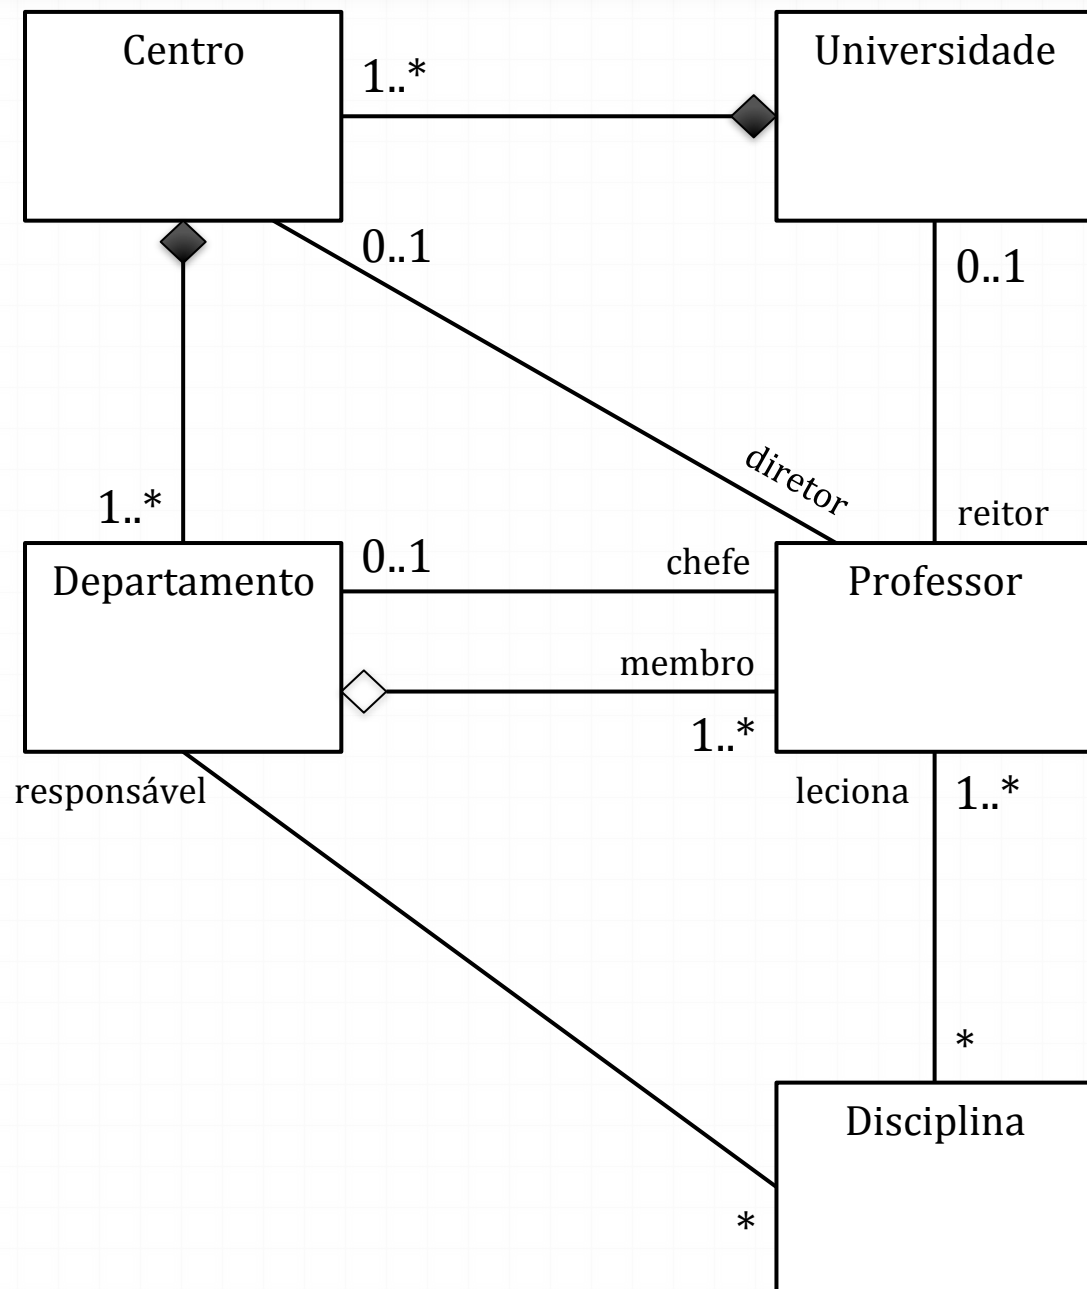 Centro
Universidade
1..*
0..1
0..1
diretor
1..*
reitor
0..1
chefe
Departamento
Professor
membro
1..*
responsável
leciona
1..*
*
Disciplina
*